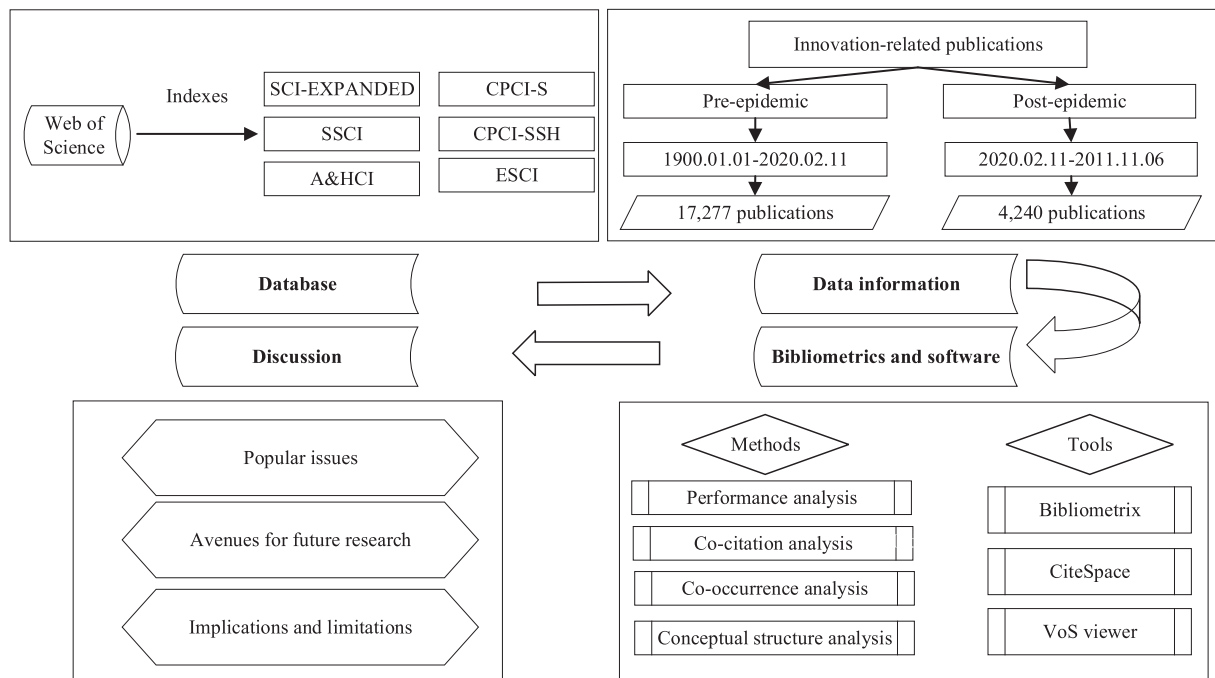 Web of
Science
Indexes
SCI-EXPANDED
SSCI
A&HCI
CPCI-S
CPCI-SSH
ESCI
Innovation-related publications
Pre-epidemic
1900.01.01-2020.02.11
17,277 publications
Post-epidemic
2020.02.11-2011.11.06
4,240 publications
Database
Data information
Discussion
Bibliometrics and software
Popular issues
Avenues for future research
Implications and limitations
Methods
Performance analysis
Co-citation analysis
Co-occurrence analysis
Conceptual structure analysis
Tools
Bibliometrix
CiteSpace
VoS viewer